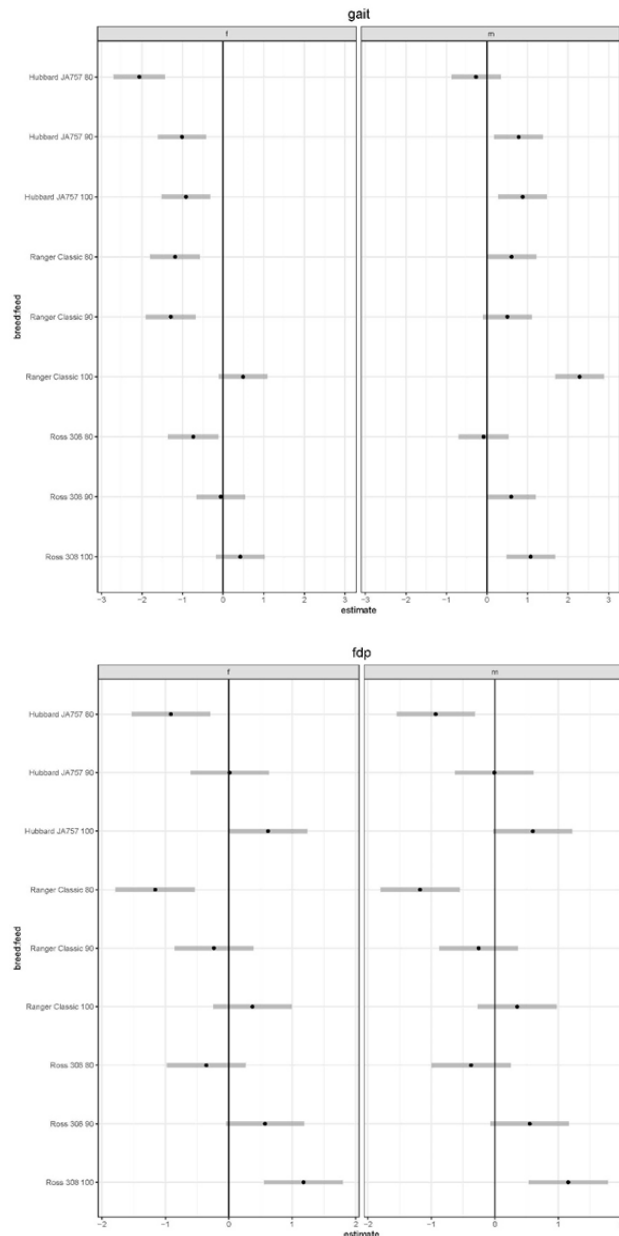 gait
f m
Hubbard JA757 80
Hubbard JA757 90
Hubbard JA757 100
Ranger Classic 80
Ranger Classic 90
Ranger Classic 100
Ross 308 80
Ross 308 90
Ross 308 100
breed:feed
−3 −2 −1 0 1 2 3 −3 −2 −1 0 1 2 3
estimate
fdp
f m
Hubbard JA757 80
Hubbard JA757 90
Hubbard JA757 100
Ranger Classic 80
Ranger Classic 90
Ranger Classic 100
Ross 308 80
Ross 308 90
Ross 308 100
breed:feed
−2 −1 0 1 2 −2 −1 0 1
estimate